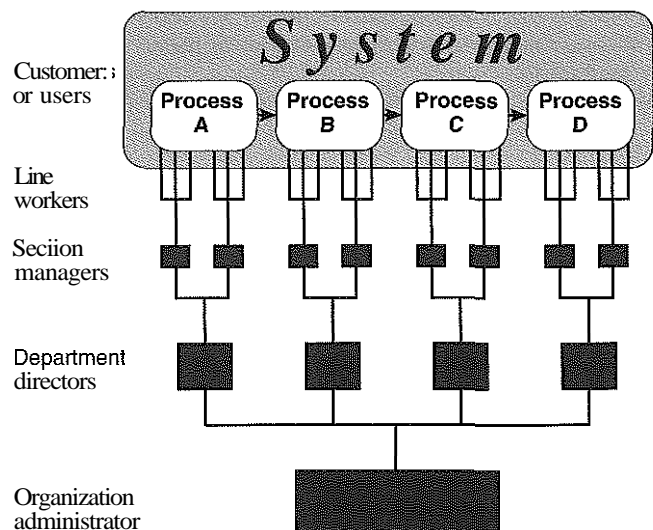 System
Customer:s
or users
Process
A
Process
B
Process
C
Process
D
Line
workers
Seciion
managers
Department
directors
Organization
administrator